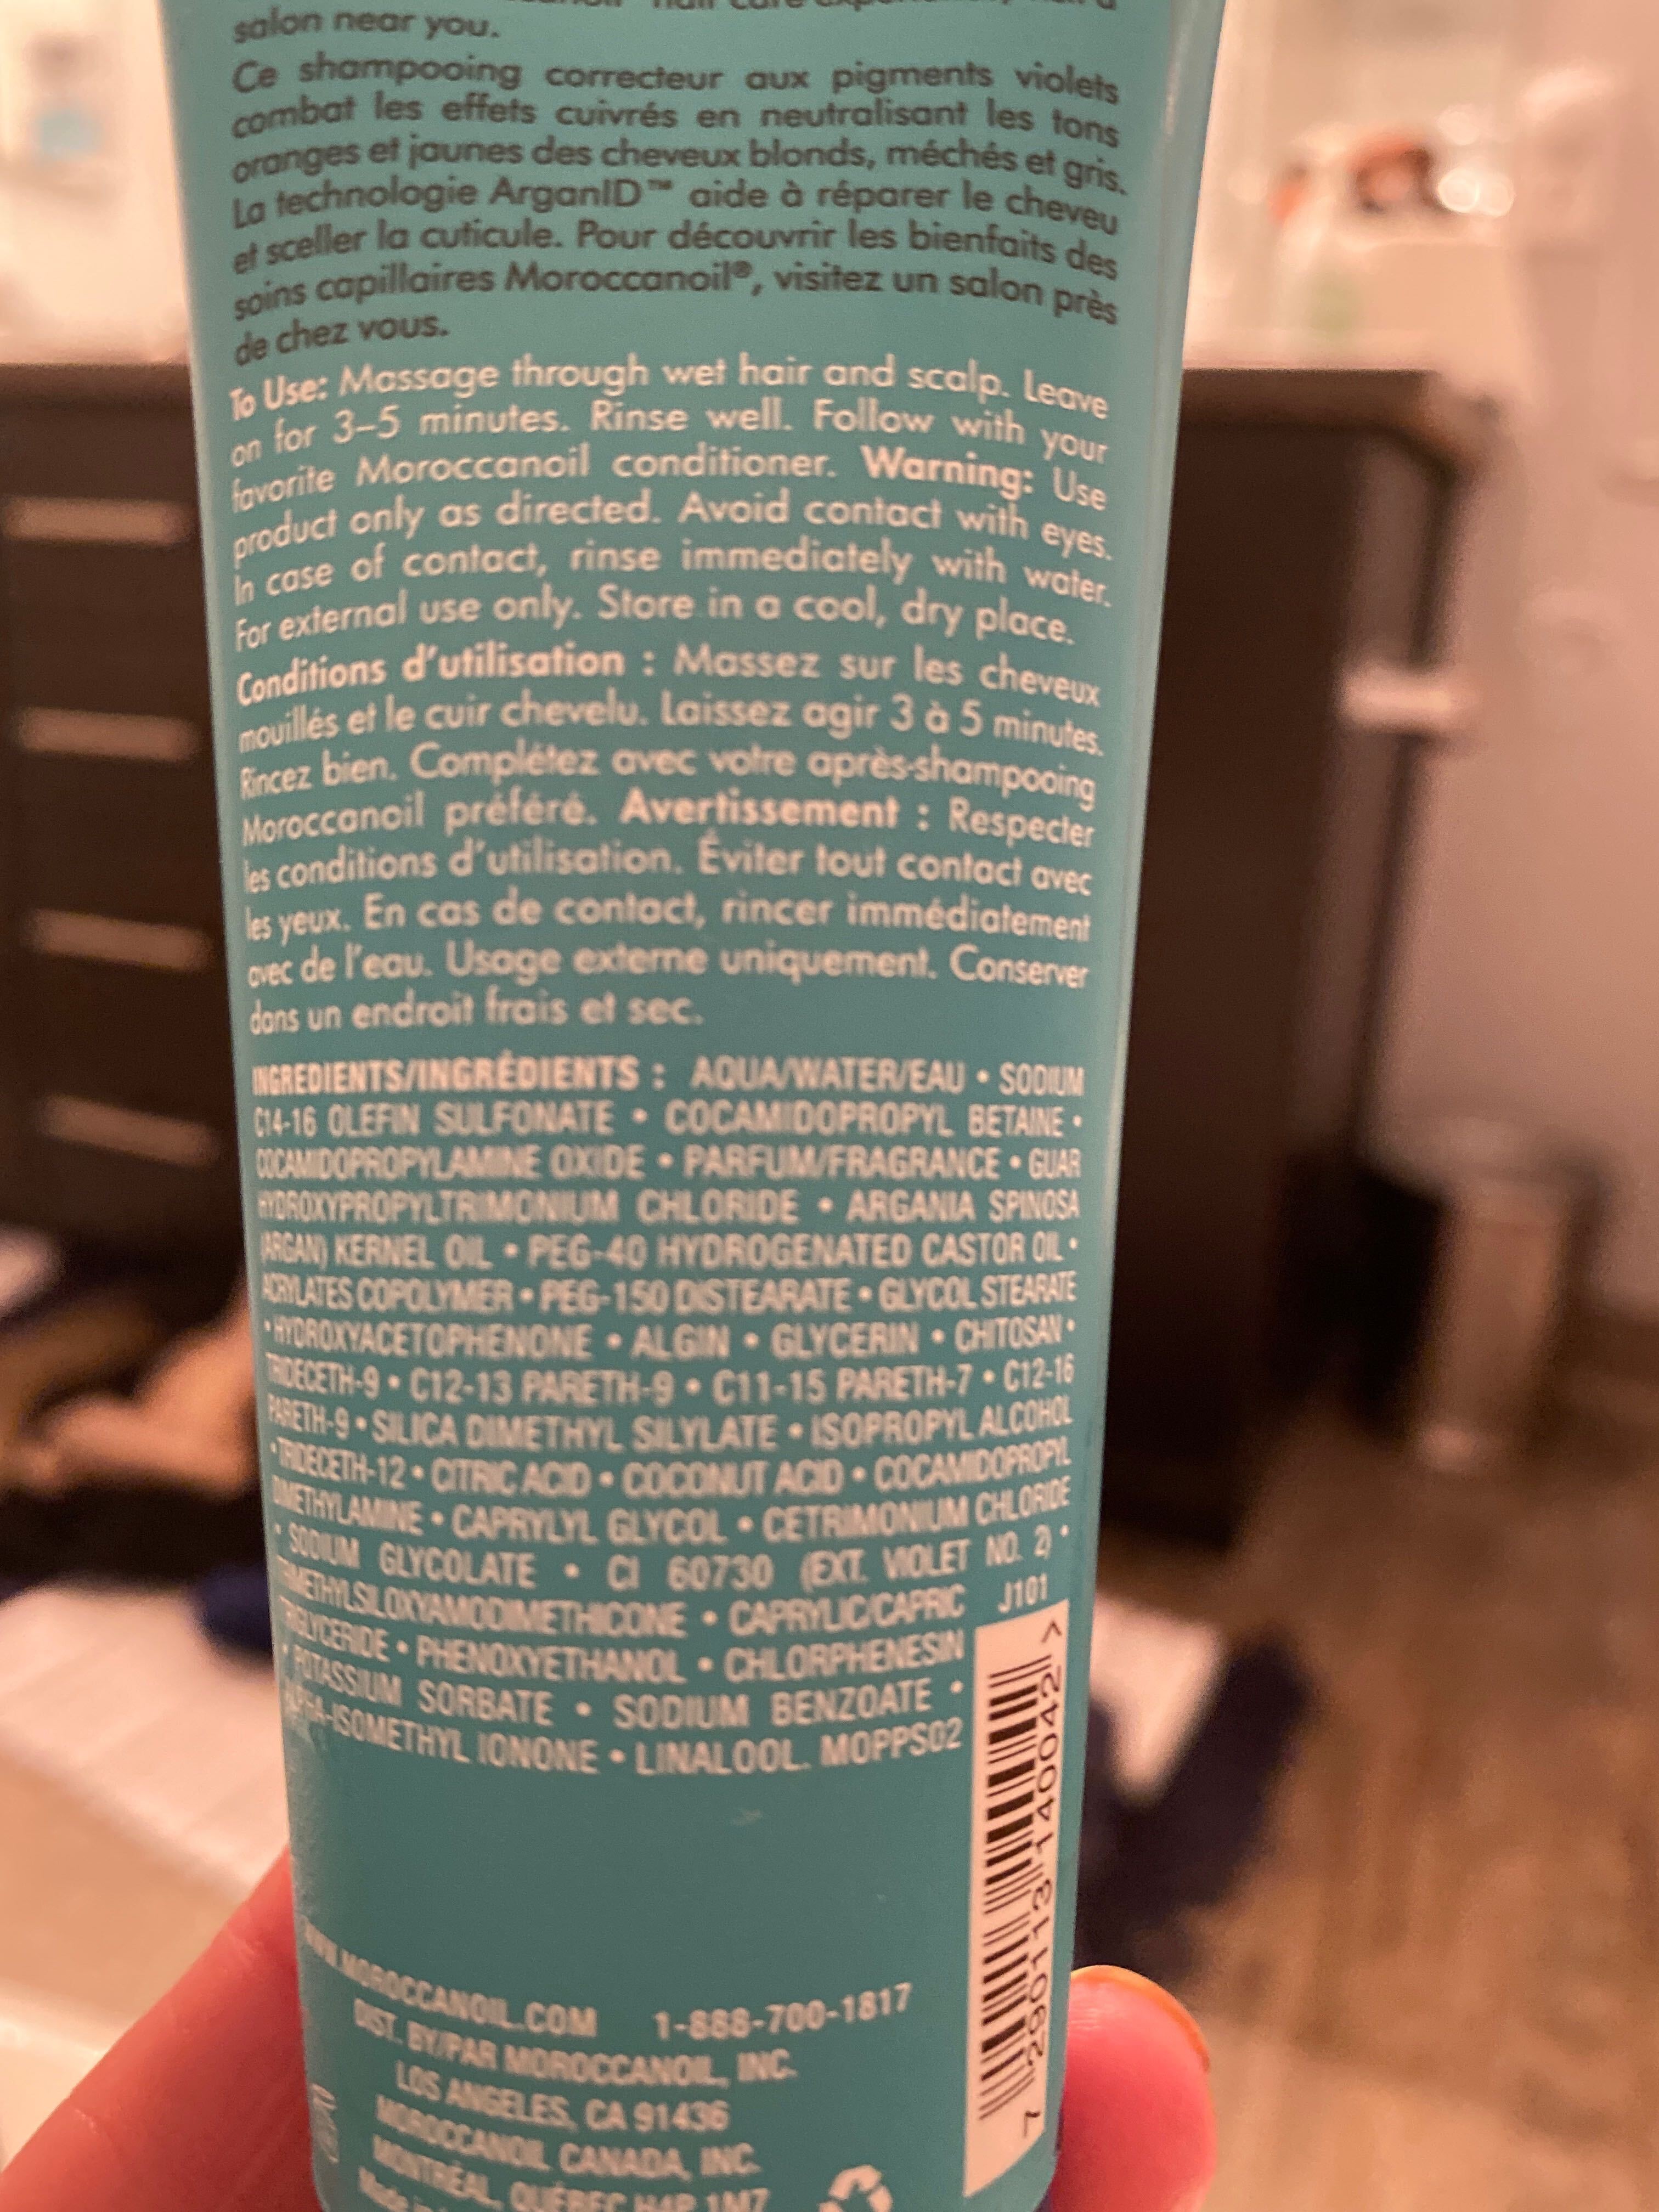 hair care
salon near you.
Ce shampooing correcteur aux pigments violets
combat les effets cuivrés en neutralisant les tons
oranges et jaunes des cheveux blonds, méchés et gris.
La technologie ArganID™ aide à réparer le cheveu
et sceller la cuticule. Pour découvrir les bienfaits des
soins capillaires Moroccanoil®, visitez un salon près
de chez vous.
To Use: Massage through wet hair and scalp. Leave
on for 3–5 minutes. Rinse well. Follow with your
favorite Moroccanoil conditioner. Warning: Use
product only as directed. Avoid contact with eyes.
In case of contact, rinse immediately with water.
For external use only. Store in a cool, dry place.
Conditions d'utilisation : Massez sur les cheveux
mouillés et le cuir chevelu. Laissez agir 3 à 5 minutes.
Rincez bien. Complétez avec votre après-shampooing
Moroccanoil préféré. Avertissement : Respecter
les conditions d'utilisation. Éviter tout contact avec
les yeux. En cas de contact, rincer immédiatement
avec de l'eau. Usage externe uniquement. Conserver
dans un endroit frais et sec.
INGREDIENTS/INGRÉDIENTS : AQUA/WATER/EAU • SODIUM
C14-16 OLEFIN SULFONATE • COCAMIDOPROPYL BETAINE •
COCAMIDOPROPYLAMINE OXIDE • PARFUM/FRAGRANCE • GUAR
HYDROXYPROPYLTRIMONIUM CHLORIDE • ARGANIA SPINOSA
(ARGAN) KERNEL OIL • PEG-40 HYDROGENATED CASTOR OIL •
ACRYLATES COPOLYMER • PEG-150 DISTEARATE • GLYCOL STEARATE
• HYDROXYACETOPHENONE • ALGIN • GLYCERIN • CHITOSAN •
TRIDECETH-9 • C12-13 PARETH-9 • C11-15 PARETH-7 • C12-16
PARETH-9 • SILICA DIMETHYL SILYLATE • ISOPROPYL ALCOHOL
• TRIDECETH-12 • CITRIC ACID • COCONUT ACID • COCAMIDOPROPYL
DIMETHYLAMINE • CAPRYLYL GLYCOL • CETRIMONIUM CHLORIDE
• SODIUM GLYCOLATE • CI 60730 (EXT. VIOLET NO. 2) •
TRIMETHYLSILOXYAMODIMETHICONE • CAPRYLIC/CAPRIC J101
TRIGLYCERIDE • PHENOXYETHANOL • CHLORPHENESIN
• POTASSIUM SORBATE • SODIUM BENZOATE •
ALPHA-ISOMETHYL IONONE • LINALOOL. MOPPS02
7 290113 140042 >
WWW.MOROCCANOIL.COM 1-888-700-1817
DIST. BY/PAR MOROCCANOIL, INC.
LOS ANGELES, CA 91436
MOROCCANOIL CANADA, INC.
MONTRÉAL, QUÉBEC H4P 1M7
Made in